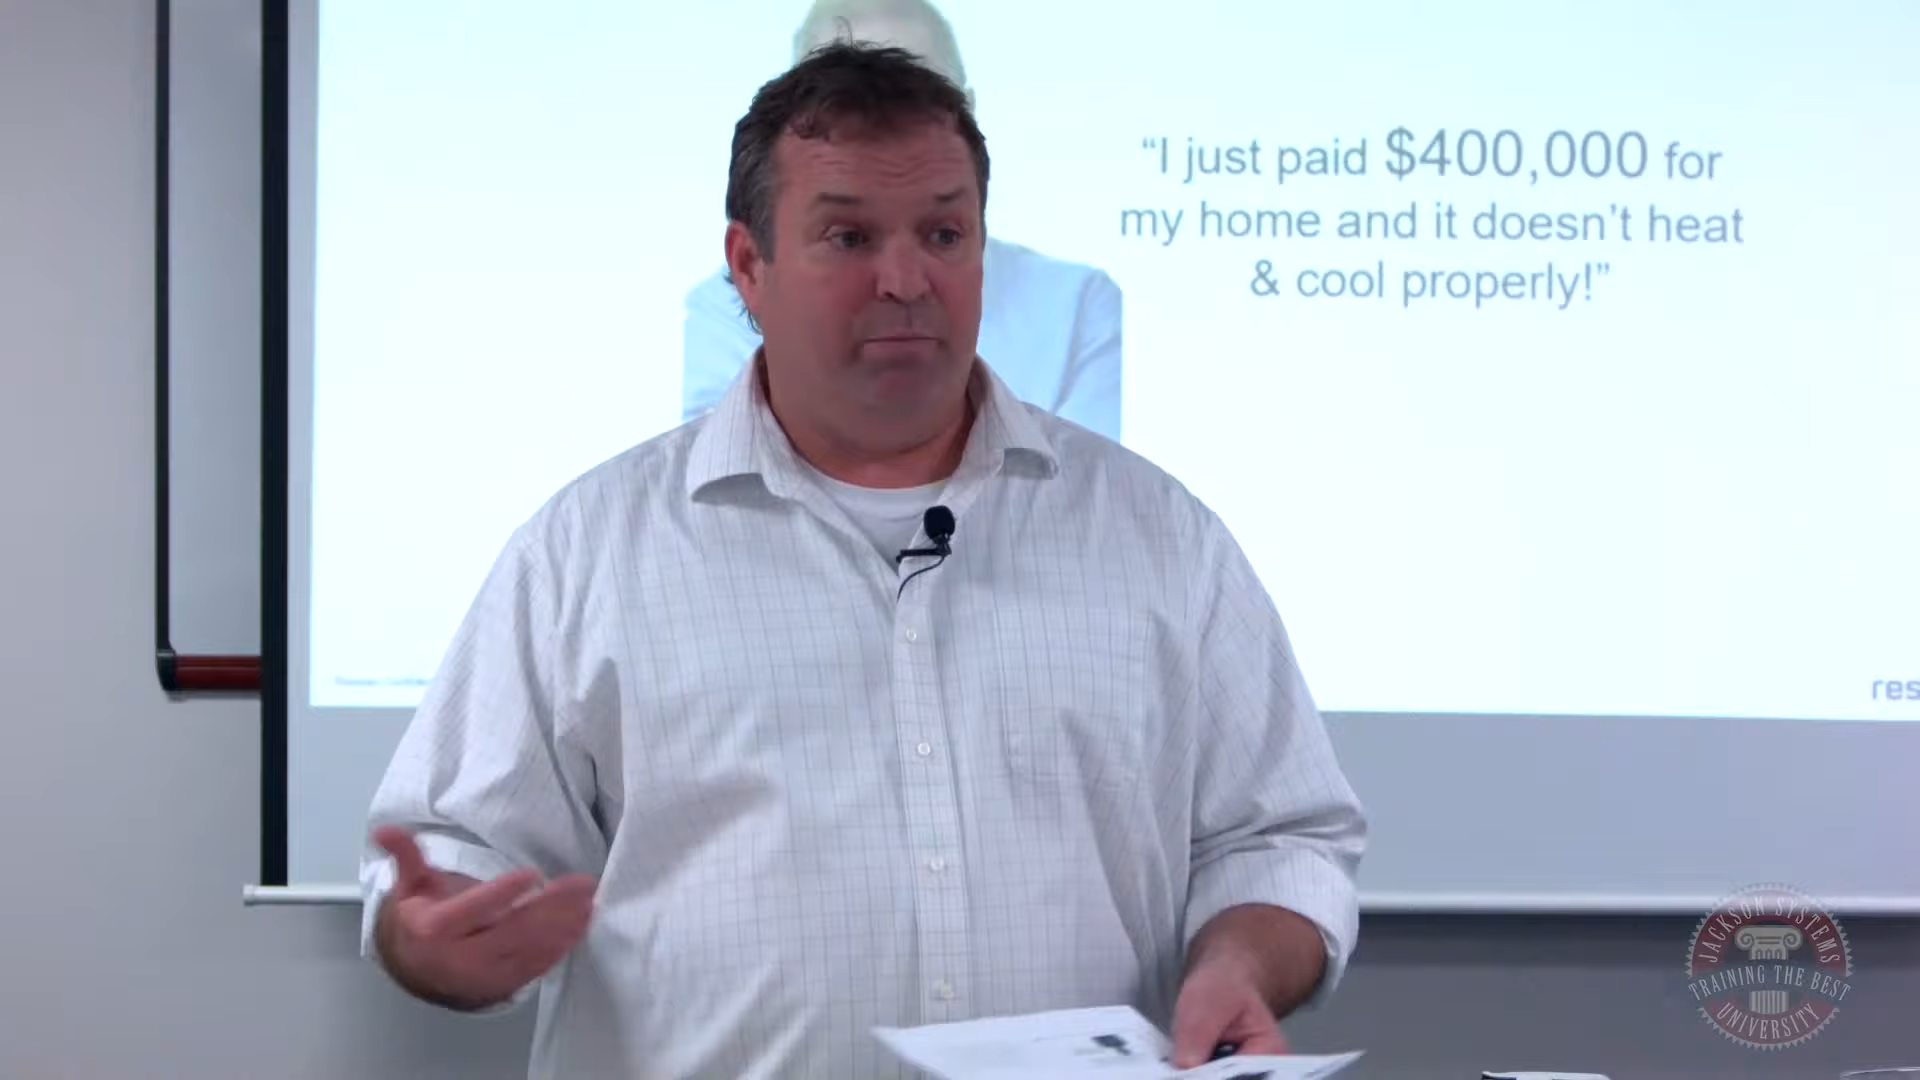 “I just paid $400,000 for
my home and it doesn’t heat
& cool properly!”
res
JACKSON SYSTEMS
TRAINING THE BEST
UNIVERSITY